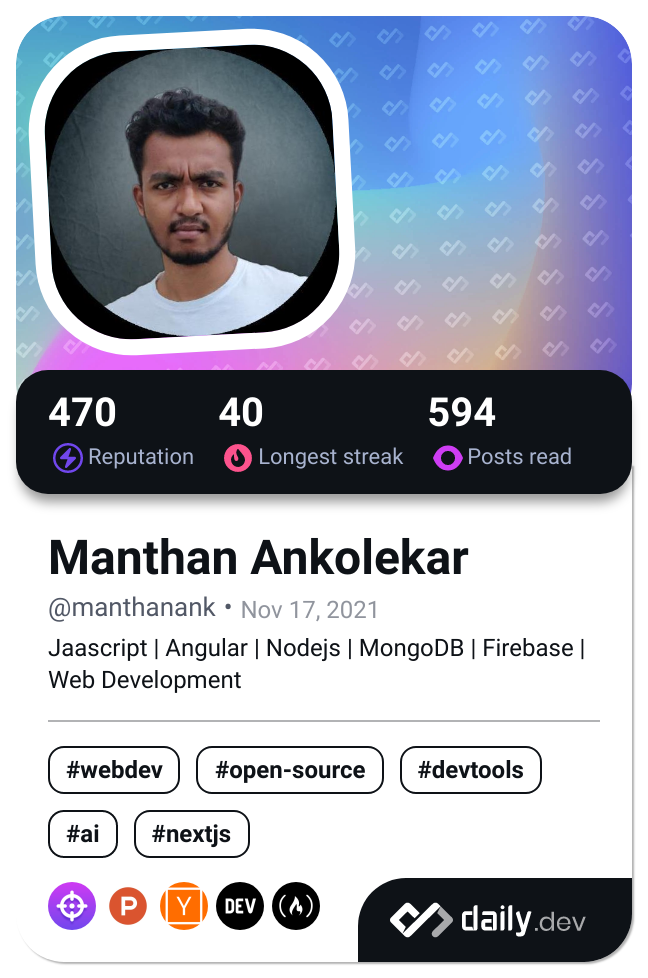 470 40 594
Reputation Longest streak Posts read
Manthan Ankolekar
@manthanank • Nov 17, 2021
Jaascript | Angular | Nodejs | MongoDB | Firebase |
Web Development
#webdev #open-source #devtools
#ai #nextjs
P Y DEV
daily.dev